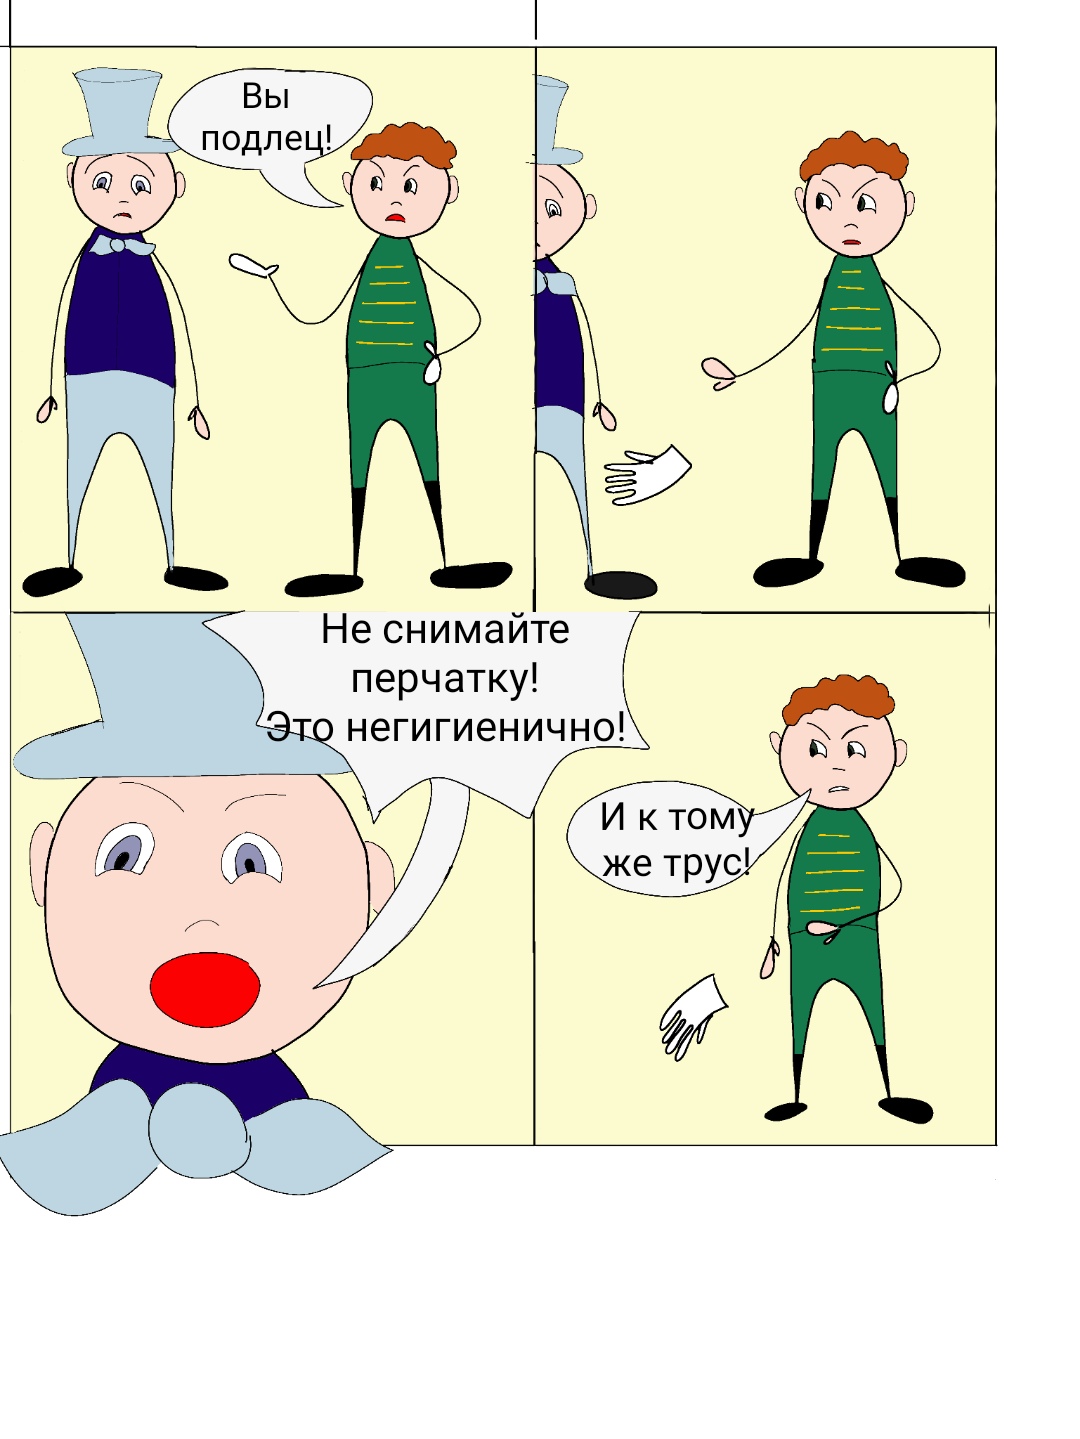 Вы
подлец!
Не снимайте
перчатку!
Это негигиенично!
И к тому
же трус!